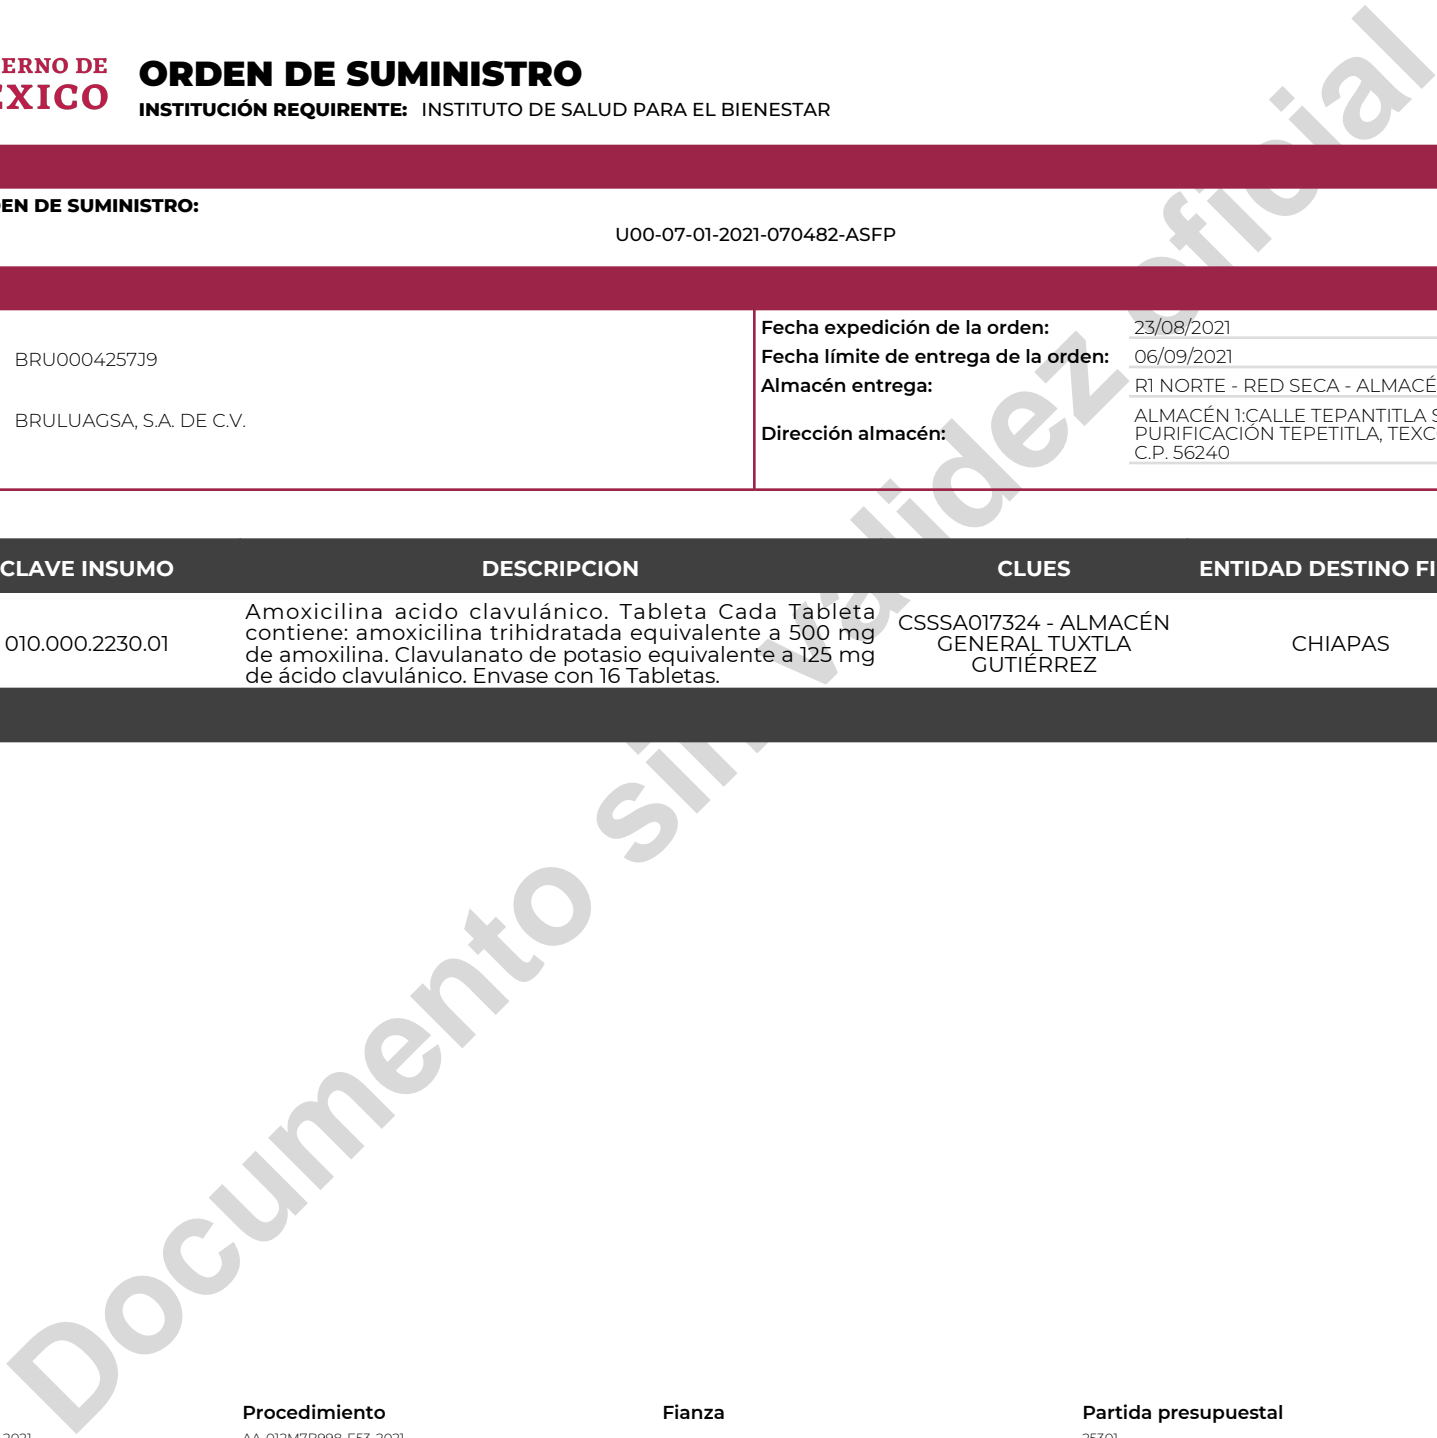 ERNO DE
EXICO
ORDEN DE SUMINISTRO
INSTITUCIÓN REQUIRENTE: INSTITUTO DE SALUD PARA EL BIENESTAR
EN DE SUMINISTRO:
U00-07-01-2021-070482-ASFP
BRU0004257J9
BRULUAGSA, S.A. DE C.V.
Fecha expedición de la orden: 23/08/2021
Fecha límite de entrega de la orden: 06/09/2021
Almacén entrega: R1 NORTE - RED SECA - ALMACÉ
Dirección almacén:
ALMACÉN 1:CALLE TEPANTITLA S
PURIFICACIÓN TEPETITLA, TEXC
C.P. 56240
CLAVE INSUMO DESCRIPCION CLUES ENTIDAD DESTINO FI
010.000.2230.01
Amoxicilina acido clavulánico. Tableta Cada Tableta
contiene: amoxicilina trihidratada equivalente a 500 mg
de amoxilina. Clavulanato de potasio equivalente a 125 mg
de ácido clavulánico. Envase con 16 Tabletas.
CSSSA017324 - ALMACÉN
GENERAL TUXTLA
GUTIÉRREZ
CHIAPAS
Documento sin validez oficial
Procedimiento Fianza Partida presupuestal